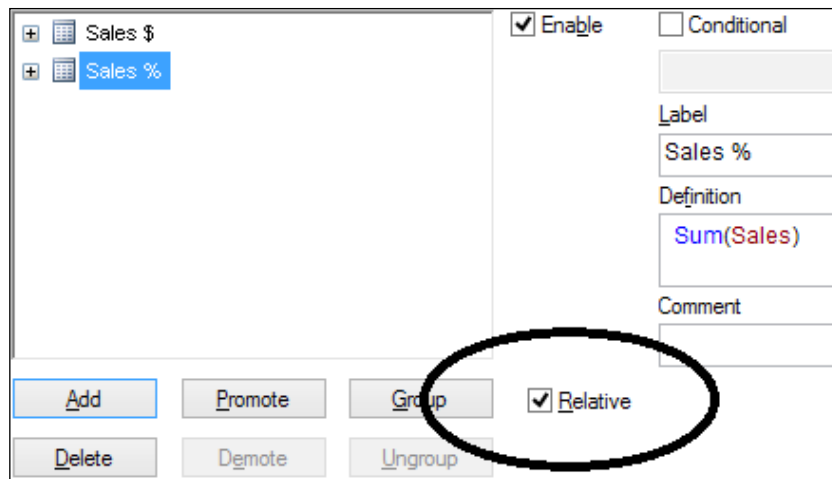 Sales $
Sales %
Enable
Conditional
Label
Sales %
Definition
Sum(Sales)
Comment
Add
Promote
Group
Relative
Delete
Demote
Ungroup